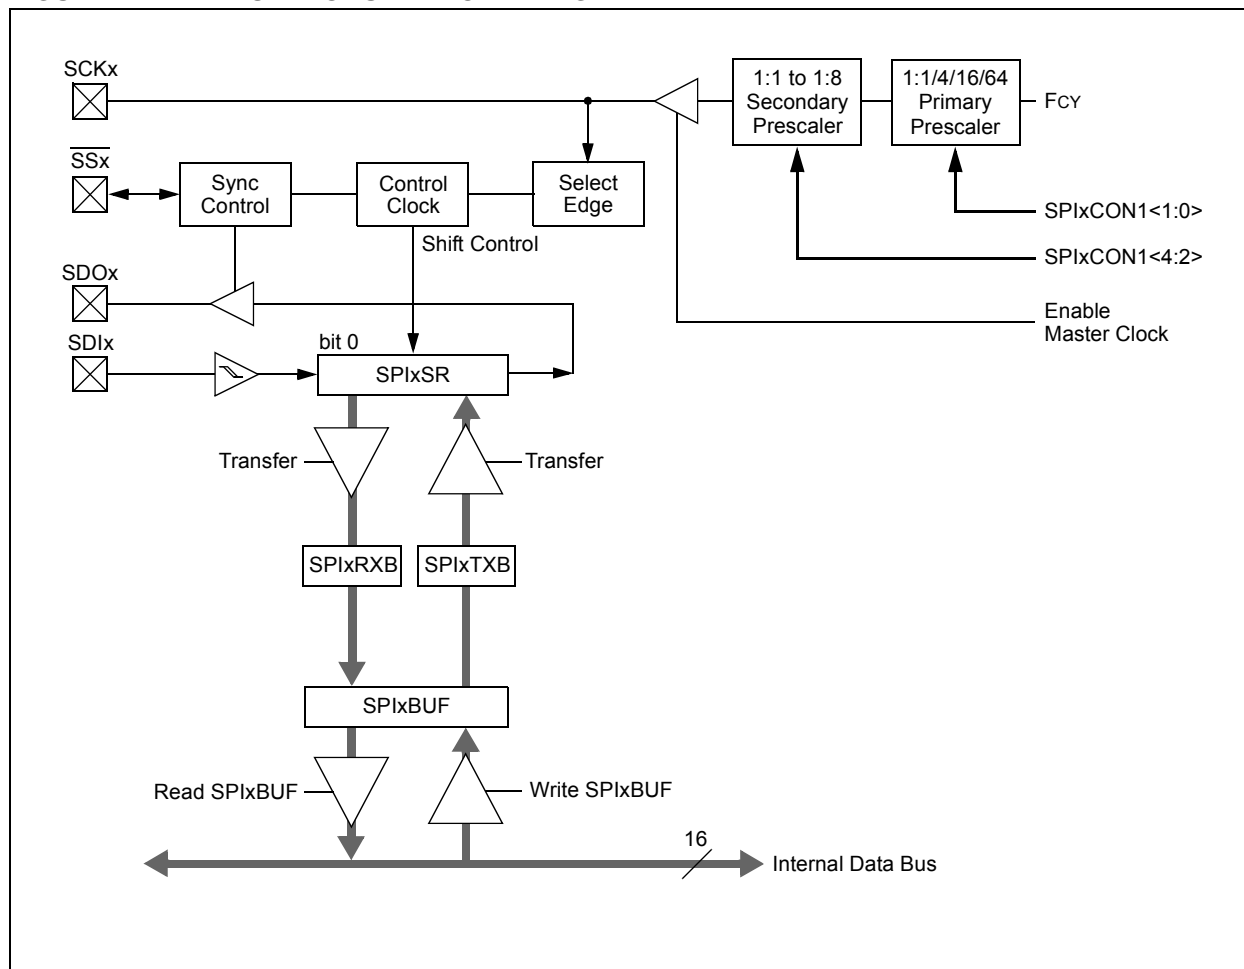 SCKx
1:1 to 1:8
Secondary
Prescaler
1:1/4/16/64
Primary
Prescaler
FCY
SSx
Sync
Control
Control
Clock
Select
Edge
SPIxCON1<1:0>
Shift Control
SPIxCON1<4:2>
SDOx
Enable
Master Clock
SDIx
bit 0
SPIxSR
Transfer
Transfer
SPIxRXB
SPIxTXB
SPIxBUF
Read SPIxBUF
Write SPIxBUF
16
Internal Data Bus